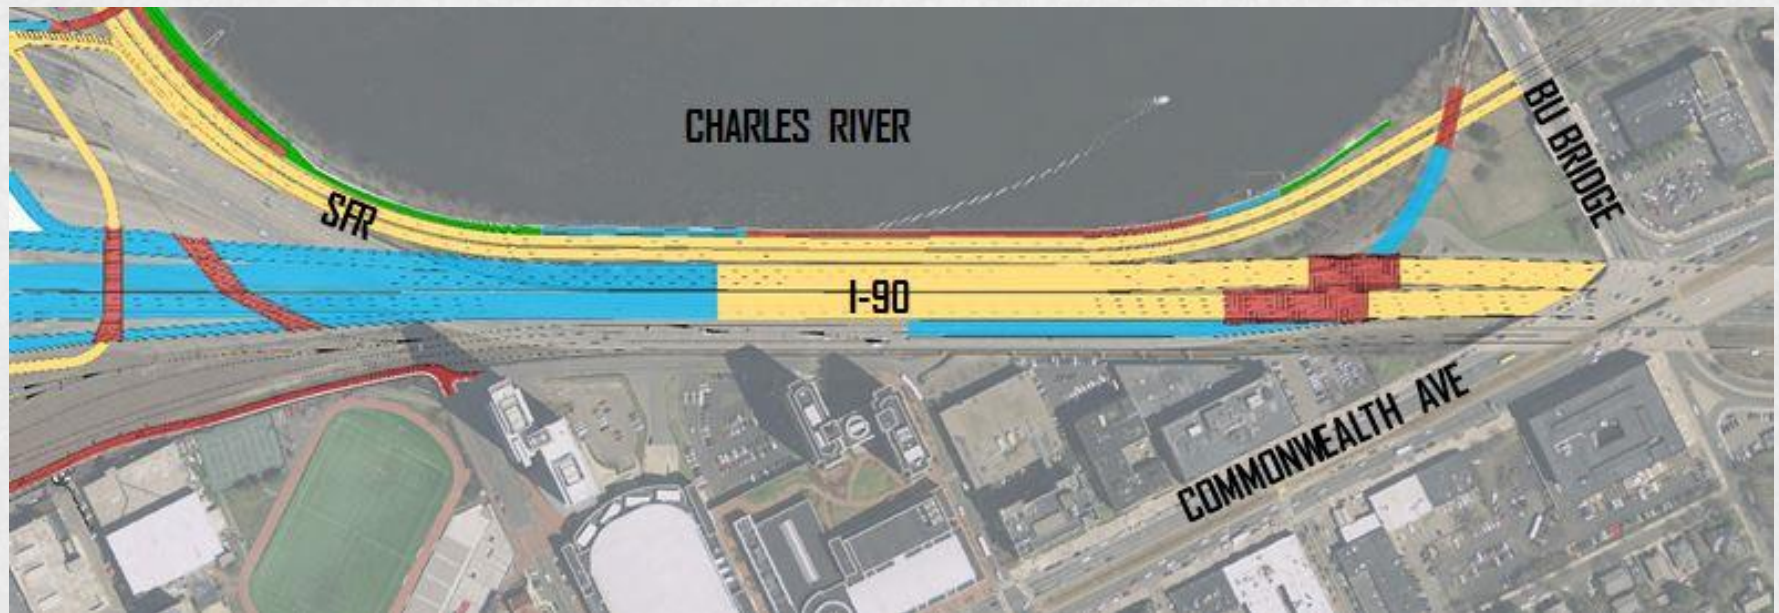 CHARLES RIVER
BU BRIDGE
SFR
I-90
COMMONWEALTH AVE